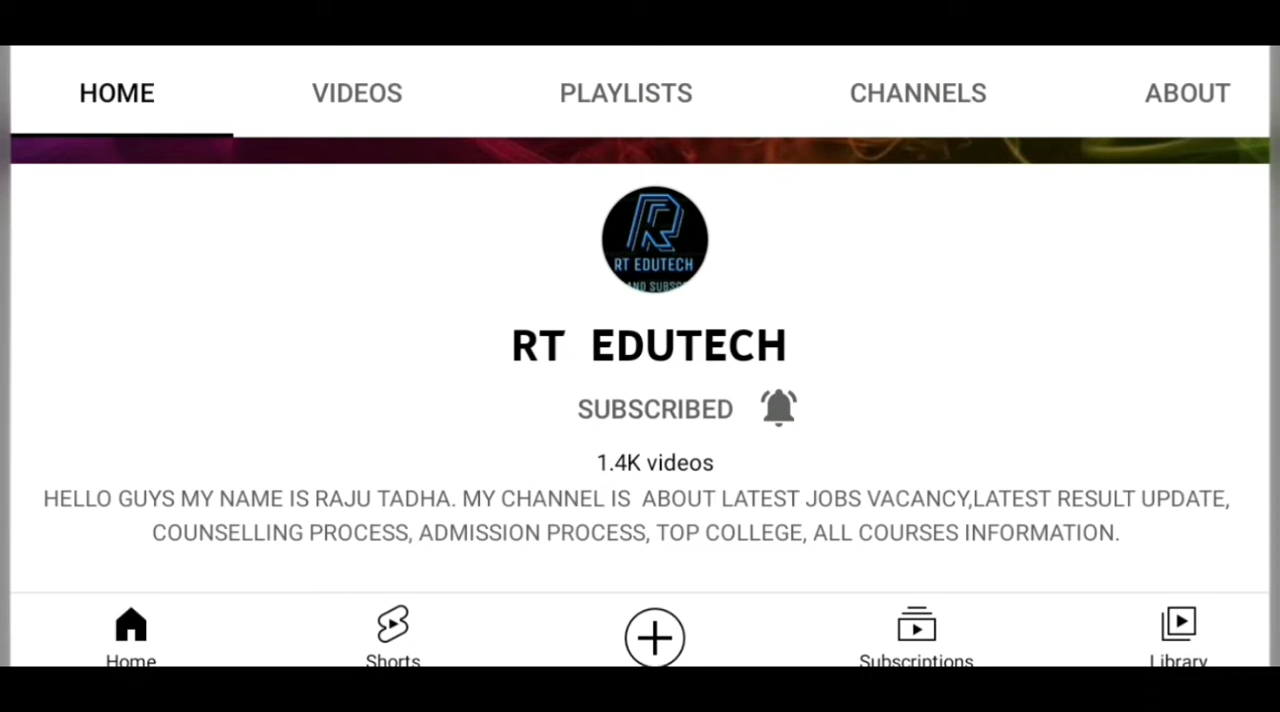 HOME VIDEOS PLAYLISTS CHANNELS ABOUT
RT EDUTECH
AND SUBSC
RT EDUTECH
SUBSCRIBED
1.4K videos
HELLO GUYS MY NAME IS RAJU TADHA. MY CHANNEL IS ABOUT LATEST JOBS VACANCY,LATEST RESULT UPDATE,
COUNSELLING PROCESS, ADMISSION PROCESS, TOP COLLEGE, ALL COURSES INFORMATION.
Home Shorts Subscriptions Library